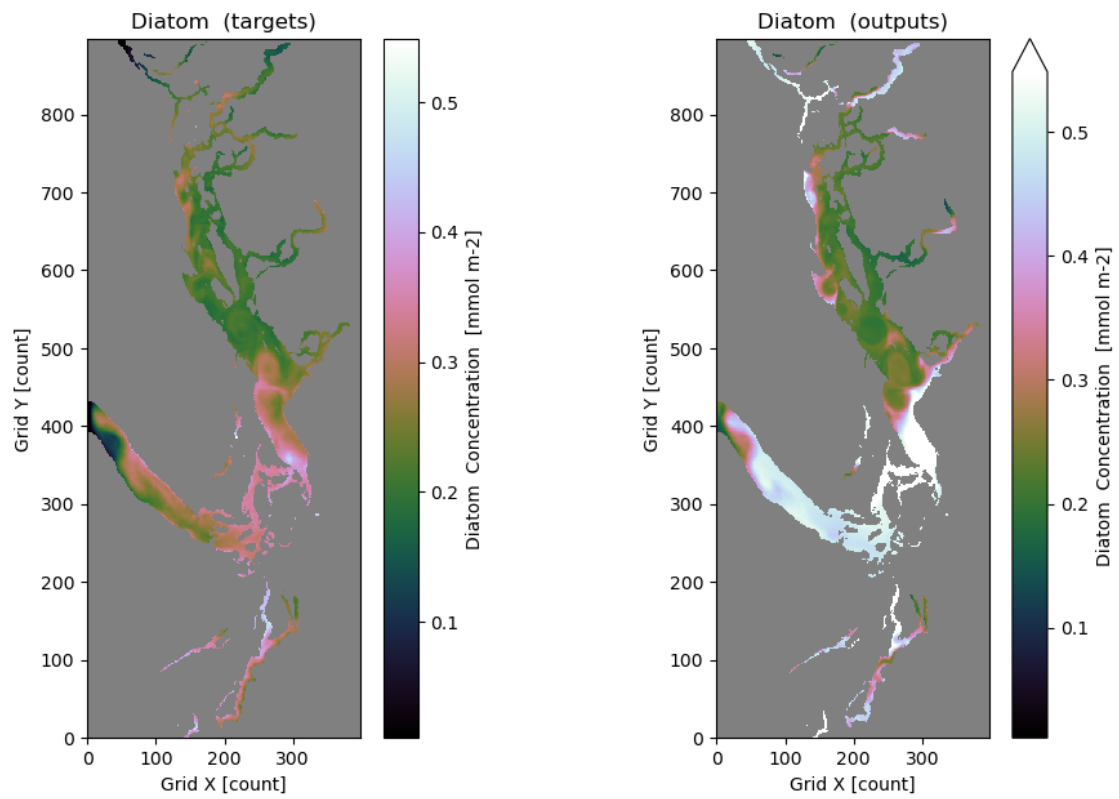 Diatom  (targets)
800
700
600
500
400
300
200
100
0
Grid Y [count]
0 100 200 300
Grid X [count]
0.5
0.4
0.3
0.2
0.1
Diatom  Concentration  [mmol m-2]
Diatom  (outputs)
800
700
600
500
400
300
200
100
0
Grid Y [count]
0 100 200 300
Grid X [count]
0.5
0.4
0.3
0.2
0.1
Diatom  Concentration  [mmol m-2]